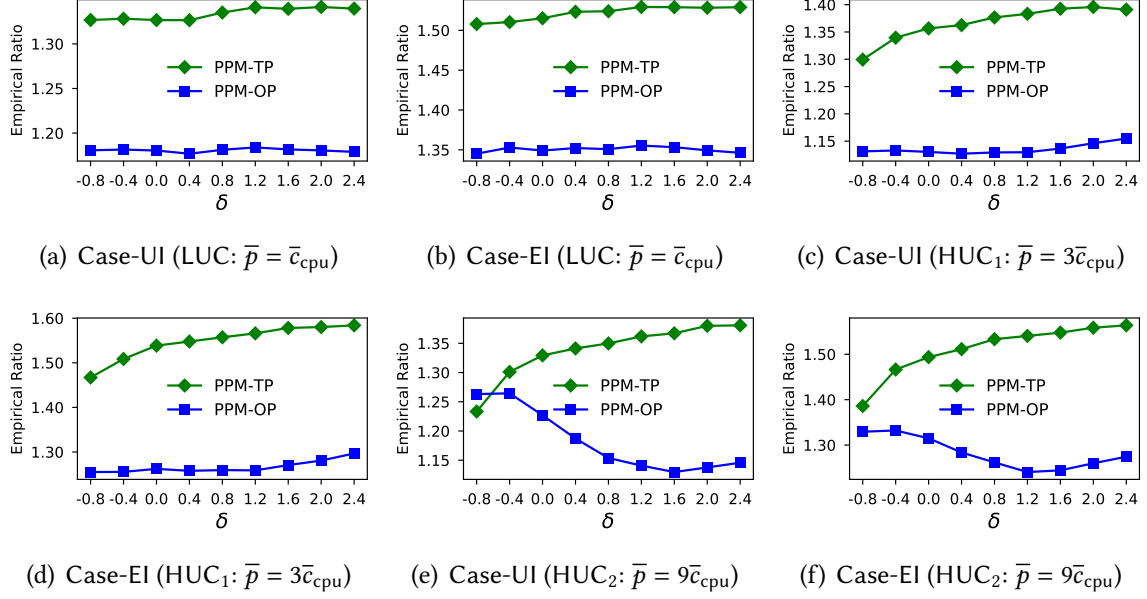 1.30
1.20
Empirical Ratio
PPM-TP
PPM-OP
-0.8 -0.4 0.0 0.4 0.8 1.2 1.6 2.0 2.4
δ
(a) Case-UI (LUC: p̅ = c̅cpu)
1.50
1.45
1.40
1.35
Empirical Ratio
PPM-TP
PPM-OP
-0.8 -0.4 0.0 0.4 0.8 1.2 1.6 2.0 2.4
δ
(b) Case-EI (LUC: p̅ = c̅cpu)
1.40
1.35
1.30
1.25
1.20
1.15
Empirical Ratio
PPM-TP
PPM-OP
-0.8 -0.4 0.0 0.4 0.8 1.2 1.6 2.0 2.4
δ
(c) Case-UI (HUC₁: p̅ = 3c̅cpu)
1.60
1.50
1.40
1.30
Empirical Ratio
PPM-TP
PPM-OP
-0.8 -0.4 0.0 0.4 0.8 1.2 1.6 2.0 2.4
δ
(d) Case-EI (HUC₁: p̅ = 3c̅cpu)
1.35
1.30
1.25
1.20
1.15
Empirical Ratio
PPM-TP
PPM-OP
-0.8 -0.4 0.0 0.4 0.8 1.2 1.6 2.0 2.4
δ
(e) Case-UI (HUC₂: p̅ = 9c̅cpu)
1.50
1.40
1.30
Empirical Ratio
PPM-TP
PPM-OP
-0.8 -0.4 0.0 0.4 0.8 1.2 1.6 2.0 2.4
δ
(f) Case-EI (HUC₂: p̅ = 9c̅cpu)